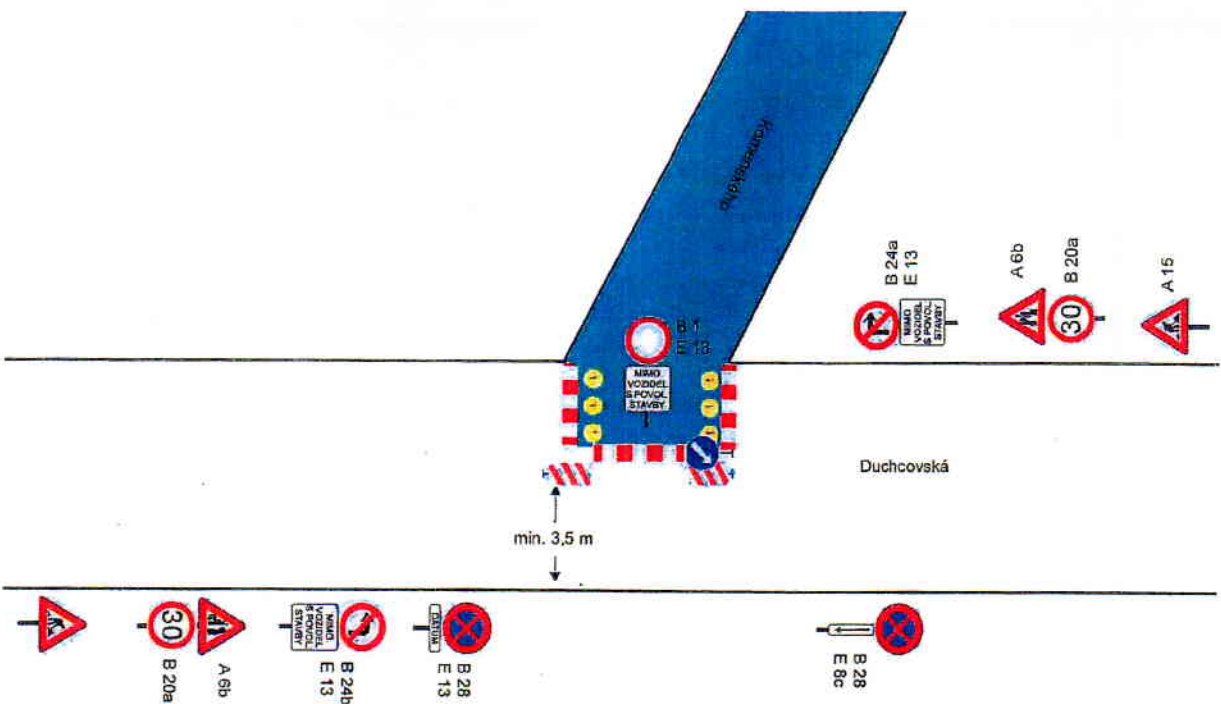 Komenského
B 24a
E 13
MIMO
VOZIDEL
S POVOL
STAVBY
A 6b
B 20a
30
A 15
B 1
E 13
MIMO
VOZIDEL
S POVOL
STAVBY
Duchcovská
min. 3,5 m
30
B 20a
A 6b
MIMO
VOZIDEL
S POVOL
STAVBY
B 24b
E 13
DATUM
B 28
E 13
B 28
E 8c